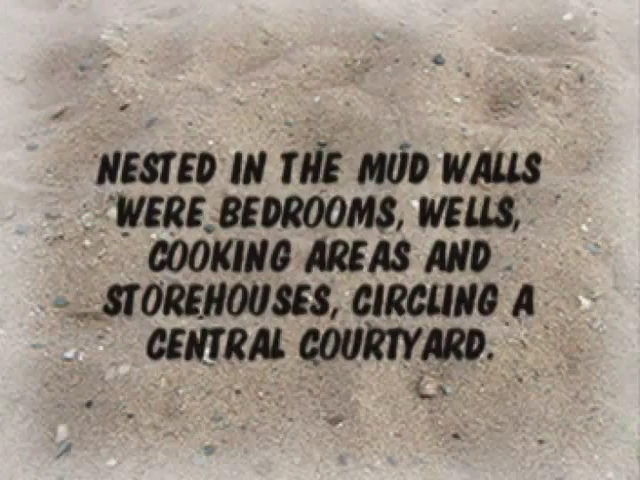 NESTED IN THE MUD WALLS
WERE BEDROOMS, WELLS,
COOKING AREAS AND
STOREHOUSES, CIRCLING A
CENTRAL COURTYARD.